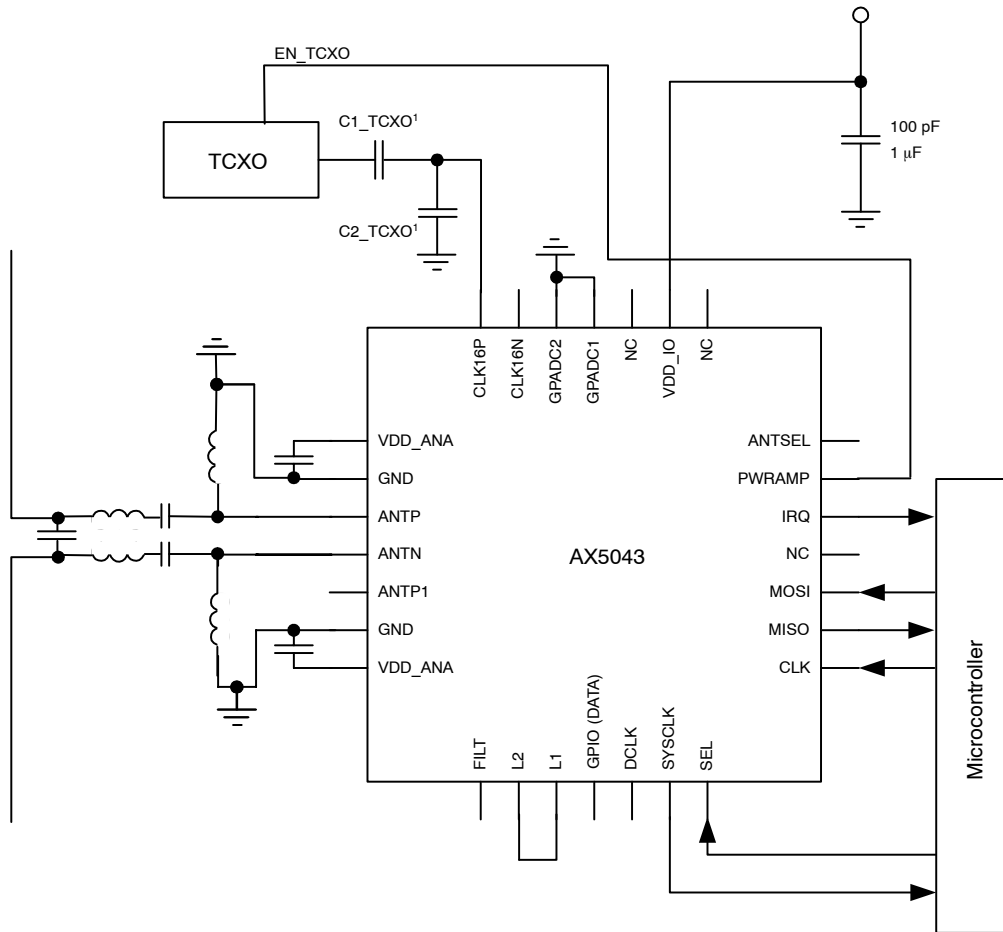 EN_TCXO
C1_TCXO¹
TCXO
C2_TCXO¹
100 pF
1 μF
CLK16P
CLK16N
GPADC2
GPADC1
NC
VDD_IO
NC
VDD_ANA
GND
ANTP
ANTN
ANTP1
GND
VDD_ANA
AX5043
ANTSEL
PWRAMP
IRQ
NC
MOSI
MISO
CLK
FILT
L2
L1
GPIO (DATA)
DCLK
SYSCLK
SEL
Microcontroller